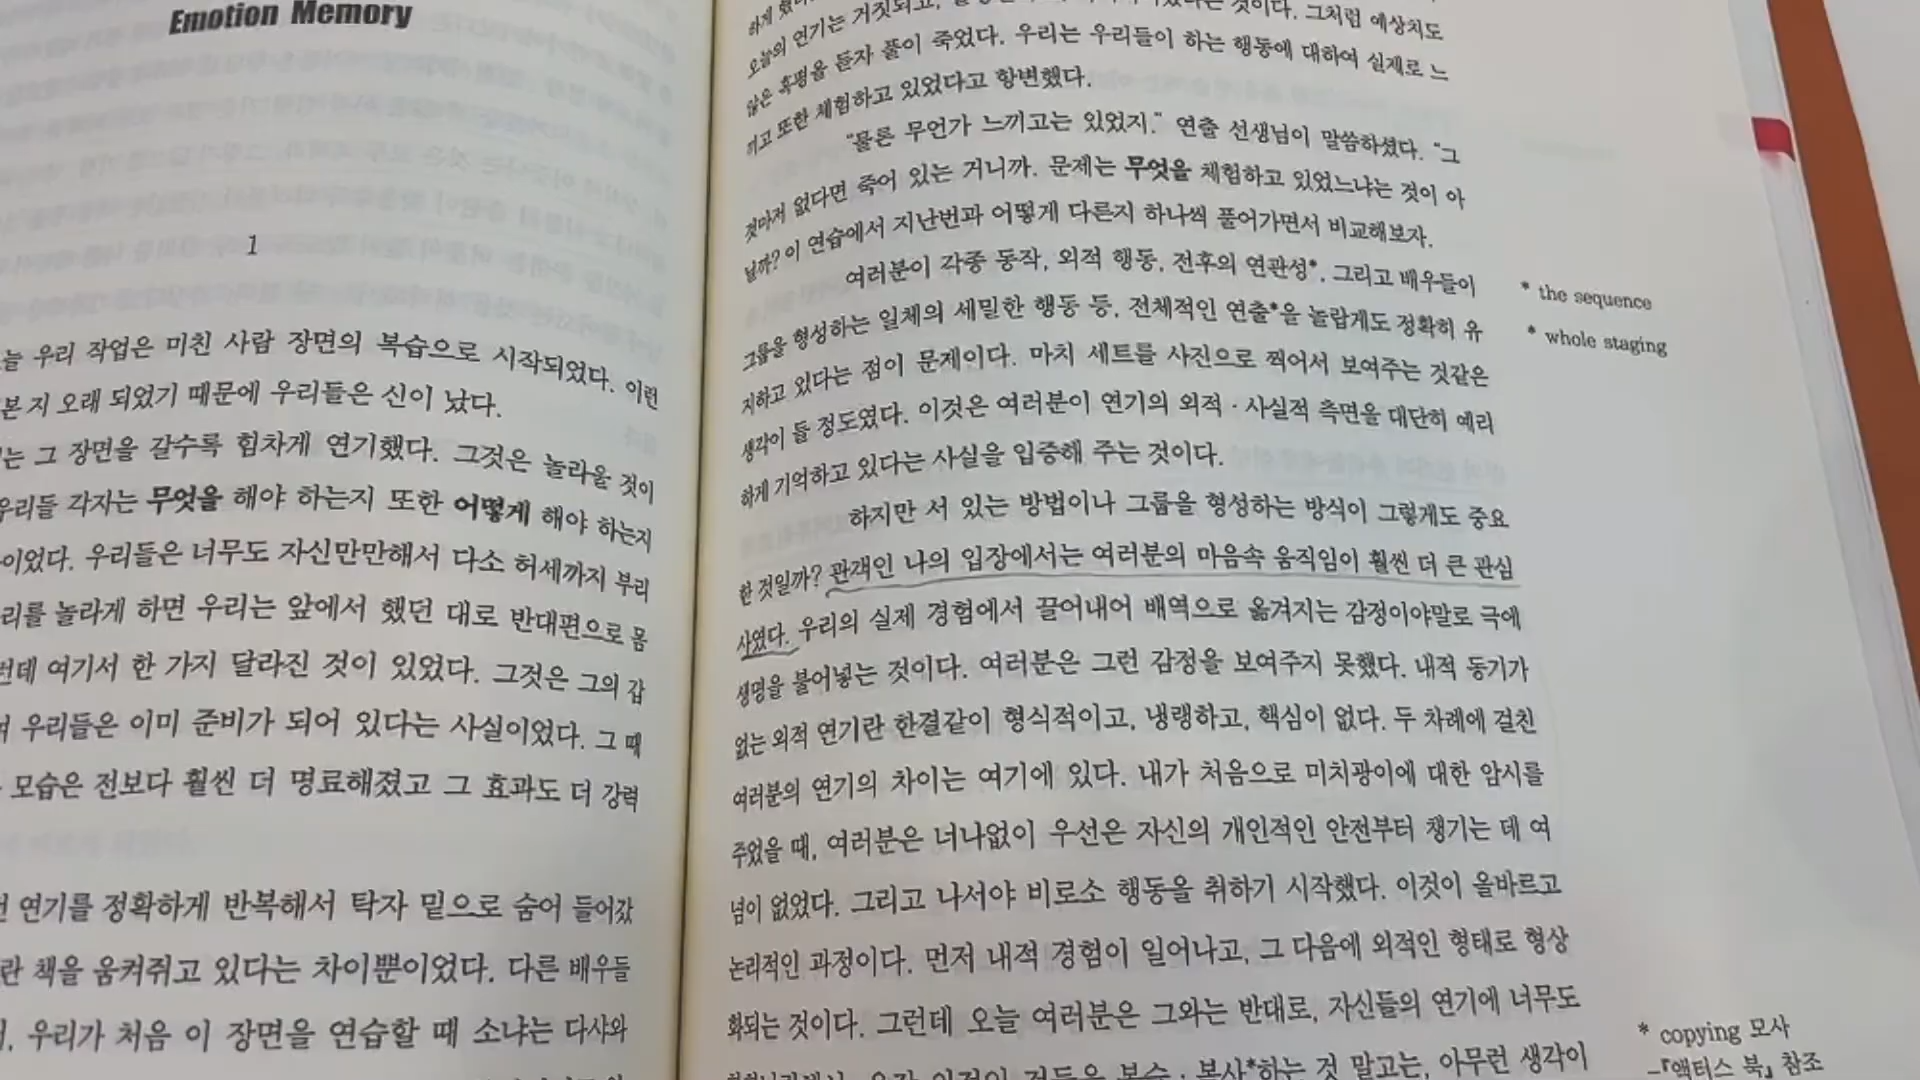 Emotion Memory
1
늘 우리 작업은 미친 사람 장면의 복습으로 시작되었다. 이런
본 지 오래 되었기 때문에 우리들은 신이 났다.
는 그 장면을 갈수록 힘차게 연기했다. 그것은 놀라울 것이
우리들 각자는 무엇을 해야 하는지 또한 어떻게 해야 하는지
이었다. 우리들은 너무도 자신만만해서 다소 허세까지 부리
리를 놀라게 하면 우리는 앞에서 했던 대로 반대편으로 몸
런데 여기서 한 가지 달라진 것이 있었다. 그것은 그의 갑
우리들은 이미 준비가 되어 있다는 사실이었다. 그 때
모습은 전보다 훨씬 더 명료해졌고 그 효과도 더 강력
연기를 정확하게 반복해서 탁자 밑으로 숨어 들어갔
란 책을 움켜쥐고 있다는 차이뿐이었다. 다른 배우들
우리가 처음 이 장면을 연습할 때 소냐는 다샤와
오늘의 연기는 거짓되고, 것이다. 그처럼 예상치도
않은 혹평을 듣자 풀이 죽었다. 우리는 우리들이 하는 행동에 대하여 실제로 느
끼고 또한 체험하고 있었다고 항변했다.
"물론 무언가 느끼고는 있었지." 연출 선생님이 말씀하셨다. "그
것마저 없다면 죽어 있는 거니까. 문제는 무엇을 체험하고 있었느냐는 것이 아
닐까? 이 연습에서 지난번과 어떻게 다른지 하나씩 풀어가면서 비교해보자.
여러분이 각종 동작, 외적 행동, 전후의 연관성*, 그리고 배우들이
그룹을 형성하는 일체의 세밀한 행동 등, 전체적인 연출*을 놀랍게도 정확히 유
지하고 있다는 점이 문제이다. 마치 세트를 사진으로 찍어서 보여주는 것같은
생각이 들 정도였다. 이것은 여러분이 연기의 외적·사실적 측면을 대단히 예리
하게 기억하고 있다는 사실을 입증해 주는 것이다.
하지만 서 있는 방법이나 그룹을 형성하는 방식이 그렇게도 중요
한 것일까? 관객인 나의 입장에서는 여러분의 마음속 움직임이 훨씬 더 큰 관심
사였다. 우리의 실제 경험에서 끌어내어 배역으로 옮겨지는 감정이야말로 극에
생명을 불어넣는 것이다. 여러분은 그런 감정을 보여주지 못했다. 내적 동기가
없는 외적 연기란 한결같이 형식적이고, 냉랭하고, 핵심이 없다. 두 차례에 걸친
여러분의 연기의 차이는 여기에 있다. 내가 처음으로 미치광이에 대한 암시를
주었을 때, 여러분은 너나없이 우선은 자신의 개인적인 안전부터 챙기는 데 여
념이 없었다. 그리고 나서야 비로소 행동을 취하기 시작했다. 이것이 올바르고
논리적인 과정이다. 먼저 내적 경험이 일어나고, 그 다음에 외적인 형태로 형상
화되는 것이다. 그런데 오늘 여러분은 그와는 반대로, 자신들의 연기에 너무도
복습·복사*하는 것 말고는, 아무런 생각이
* the sequence
* whole staging
* copying 모사
-『액터스 북』 참조